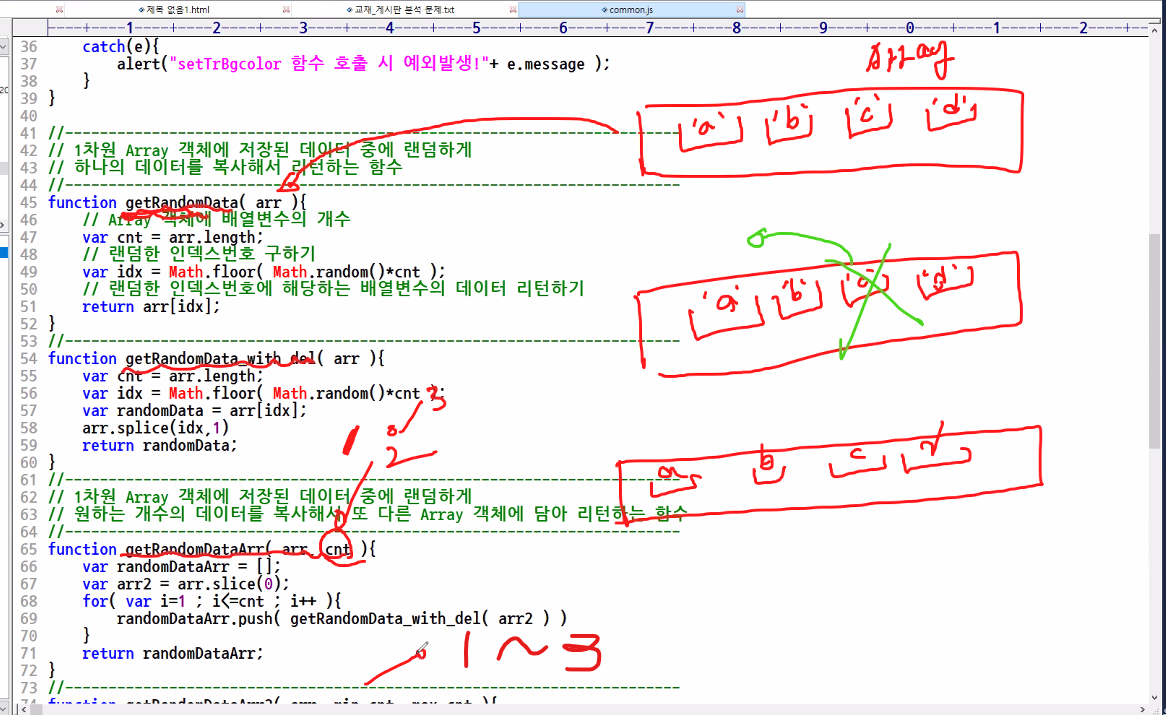 제목 없음1.html
교재_게시판 분석 문제.txt
common.js
36 catch(e){
37 alert("setTrBgcolor 함수 호출 시 예외발생!"+ e.message );
38 }
39 }
40
41 //------------------------------------------------------------------------
42 // 1차원 Array 객체에 저장된 데이터 중에 랜덤하게
43 // 하나의 데이터를 복사해서 리턴하는 함수
44 //------------------------------------------------------------------------
45 function getRandomData( arr ){
46 // Array 객체에 배열변수의 개수
47 var cnt = arr.length;
48 // 랜덤한 인덱스번호 구하기
49 var idx = Math.floor( Math.random()*cnt );
50 // 랜덤한 인덱스번호에 해당하는 배열변수의 데이터 리턴하기
51 return arr[idx];
52 }
53 //------------------------------------------------------------------------
54 function getRandomData_with_del( arr ){
55 var cnt = arr.length;
56 var idx = Math.floor( Math.random()*cnt );
57 var randomData = arr[idx];
58 arr.splice(idx,1)
59 return randomData;
60 }
61 //------------------------------------------------------------------------
62 // 1차원 Array 객체에 저장된 데이터 중에 랜덤하게
63 // 원하는 개수의 데이터를 복사해서 또 다른 Array 객체에 담아 리턴하는 함수
64 //------------------------------------------------------------------------
65 function getRandomDataArr( arr, cnt ){
66 var randomDataArr = [];
67 var arr2 = arr.slice(0);
68 for( var i=1 ; i<=cnt ; i++ ){
69 randomDataArr.push( getRandomData_with_del( arr2 ) )
70 }
71 return randomDataArr;
72 }
73 //------------------------------------------------------------------------
74 function getRandomDataArr2( arr, min_cnt, max_cnt ){
Array
'a' 'b' 'c' 'd'
'a' 'b' 'c' 'd'
3
1 2
a b c d
1 ~ 3